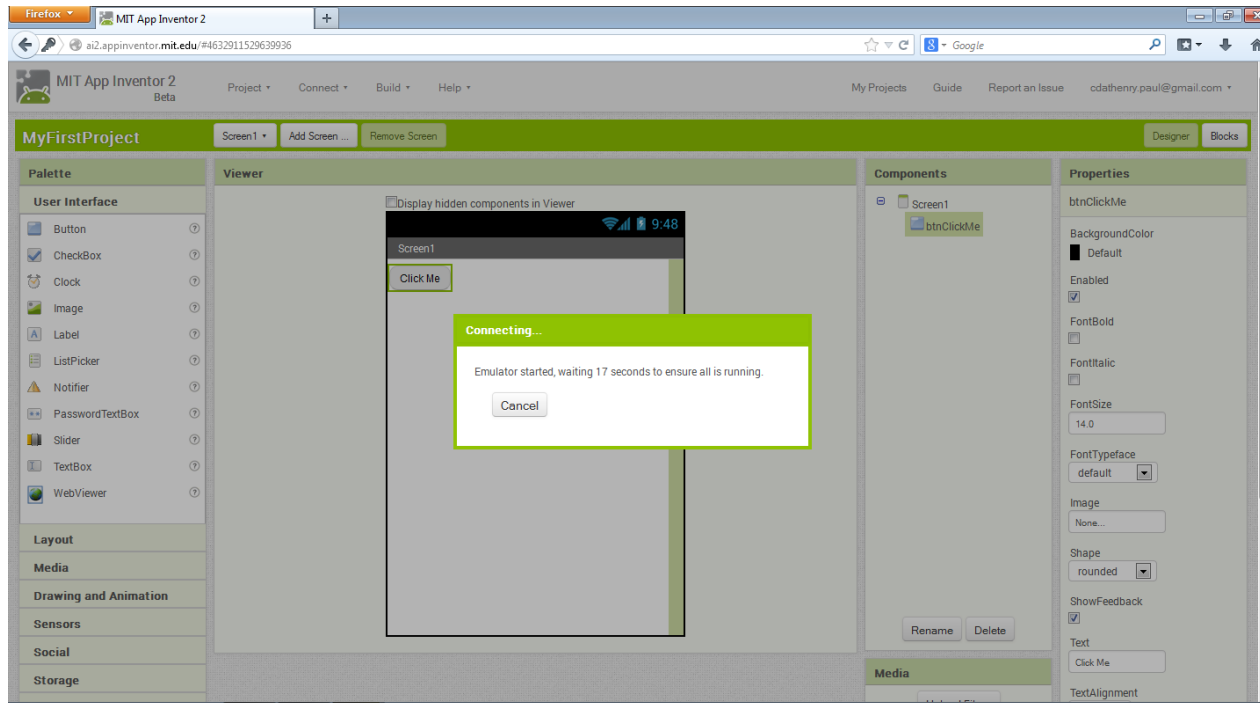 Firefox
MIT App Inventor 2
+
ai2.appinventor.mit.edu/#4632911529639936
8 - Google
MIT App Inventor 2
Beta
Project
Connect
Build
Help
My Projects
Guide
Report an Issue
cdathenry.paul@gmail.com
MyFirstProject
Screen1
Add Screen ...
Remove Screen
Designer
Blocks
Palette
User Interface
Button
CheckBox
Clock
Image
Label
ListPicker
Notifier
PasswordTextBox
Slider
TextBox
WebViewer
Layout
Media
Drawing and Animation
Sensors
Social
Storage
Viewer
Display hidden components in Viewer
9:48
Screen1
Click Me
Connecting...
Emulator started, waiting 17 seconds to ensure all is running.
Cancel
Components
Screen1
btnClickMe
Rename
Delete
Media
Properties
btnClickMe
BackgroundColor
Default
Enabled
FontBold
FontItalic
FontSize
14.0
FontTypeface
default
Image
None...
Shape
rounded
ShowFeedback
Text
Click Me
TextAlignment